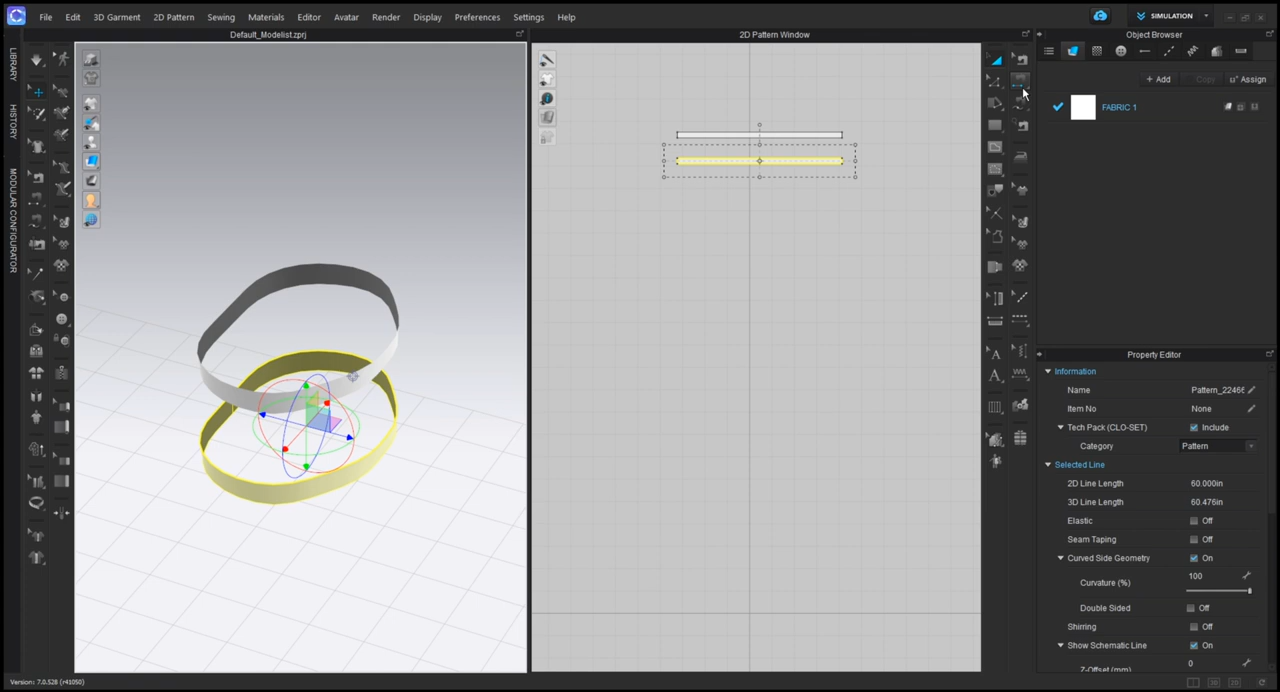 File Edit 3D Garment 2D Pattern Sewing Materials Editor Avatar Render Display Preferences Settings Help
SIMULATION
Default_Modelist.zprj
2D Pattern Window
Object Browser
LIBRARY
HISTORY
MODULAR CONFIGURATOR
+ Add
Copy
Assign
FABRIC 1
Property Editor
Information
Name Pattern_22466
Item No None
Tech Pack (CLO-SET) Include
Category Pattern
Selected Line
2D Line Length 60.000in
3D Line Length 60.476in
Elastic Off
Seam Taping Off
Curved Side Geometry On
Curvature (%) 100
Double Sided Off
Shirring Off
Show Schematic Line On
Z-Offset (mm) 0
Version: 7.0.528 (r41050)
3D
2D